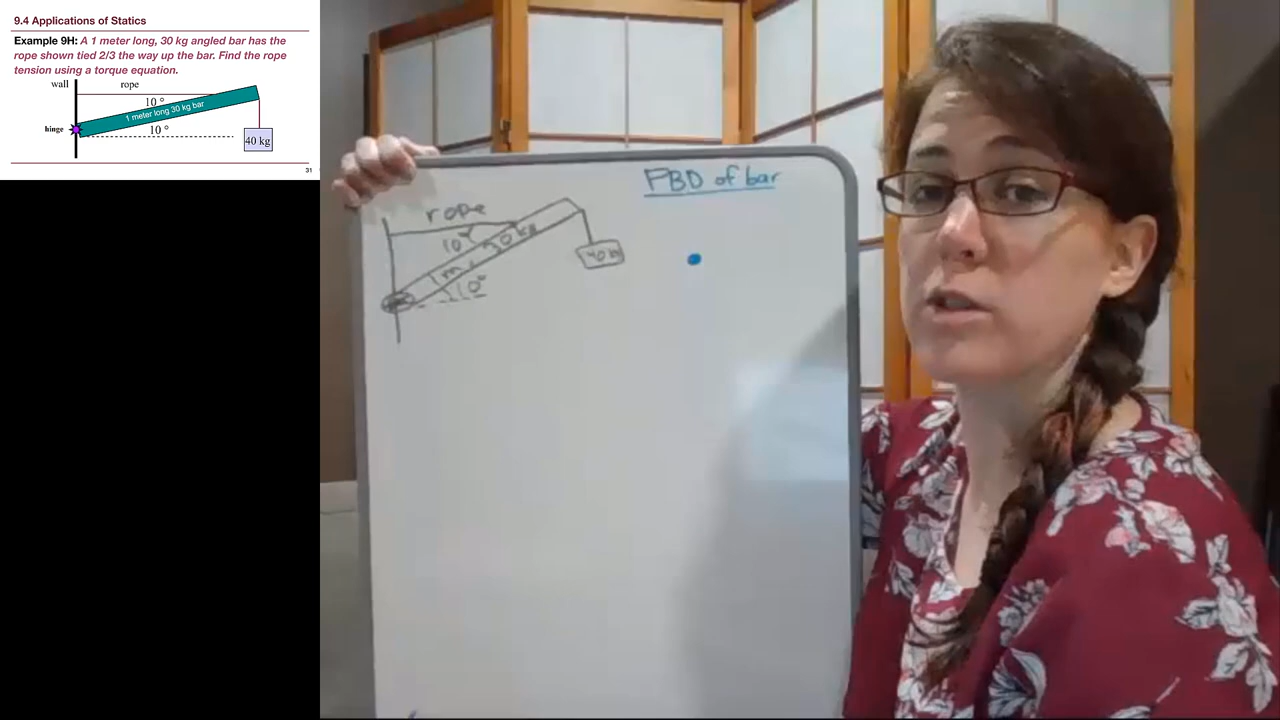 9.4 Applications of Statics
Example 9H: A 1 meter long, 30 kg angled bar has the
rope shown tied 2/3 the way up the bar. Find the rope
tension using a torque equation.
wall rope
10 °
1 meter long 30 kg bar
hinge
10 °
40 kg
31
FBD of bar
rope
10°
30 kg
1m
40 kg
10°